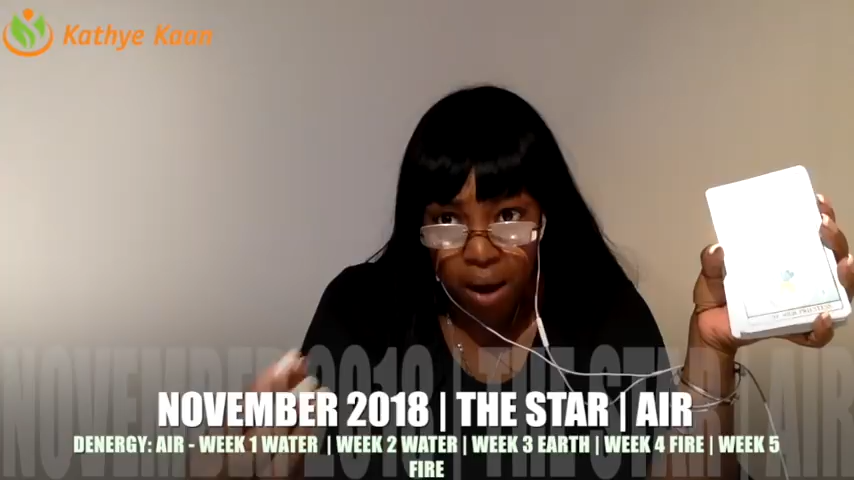 Kathye Kaan
NOVEMBER 2018 | THE STAR | AIR
DENERGY: AIR - WEEK 1 WATER | WEEK 2 WATER | WEEK 3 EARTH | WEEK 4 FIRE | WEEK 5
FIRE